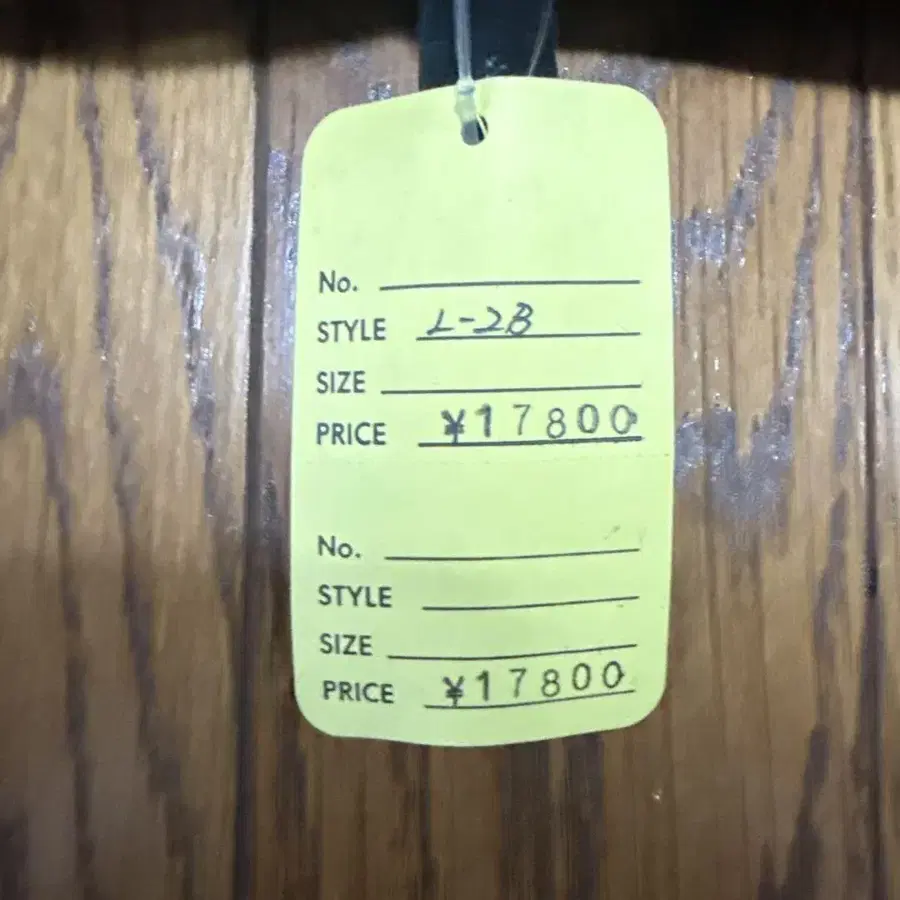 No.
STYLE L-2B
SIZE
PRICE ¥17800
No.
STYLE
SIZE
PRICE ¥17800